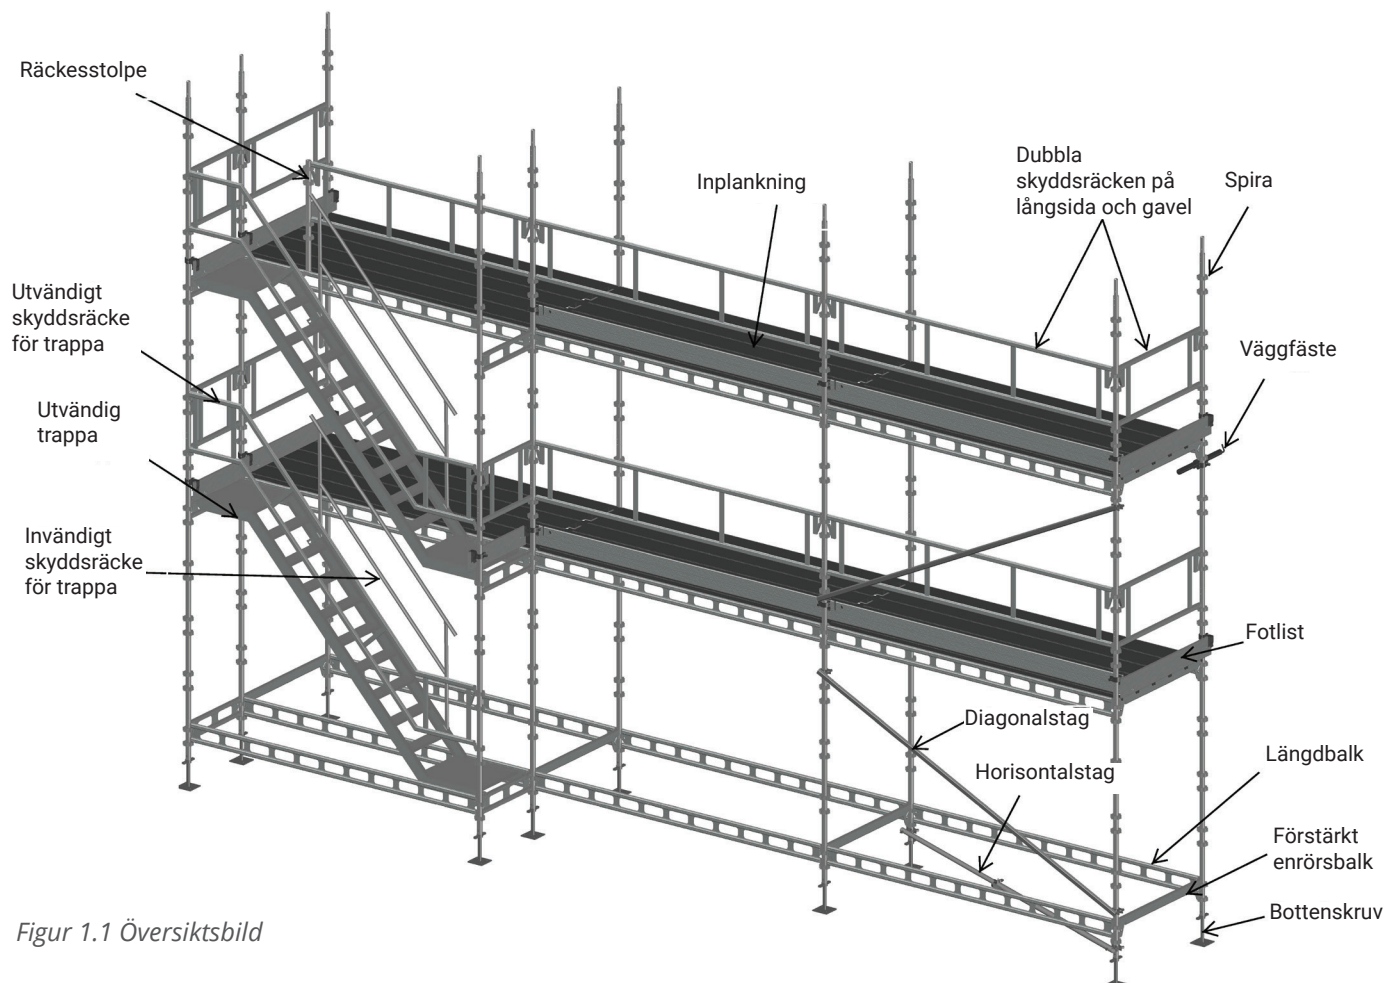 Räckesstolpe
Inplankning
Dubbla
skyddsräcken på
långsida och gavel
Spira
Utvändigt
skyddsräcke
för trappa
Väggfäste
Utvändig
trappa
Invändigt
skyddsräcke
för trappa
Fotlist
Diagonalstag
Horisontalstag
Längdbalk
Förstärkt
enrörsbalk
Bottenskruv
Figur 1.1 Översiktsbild